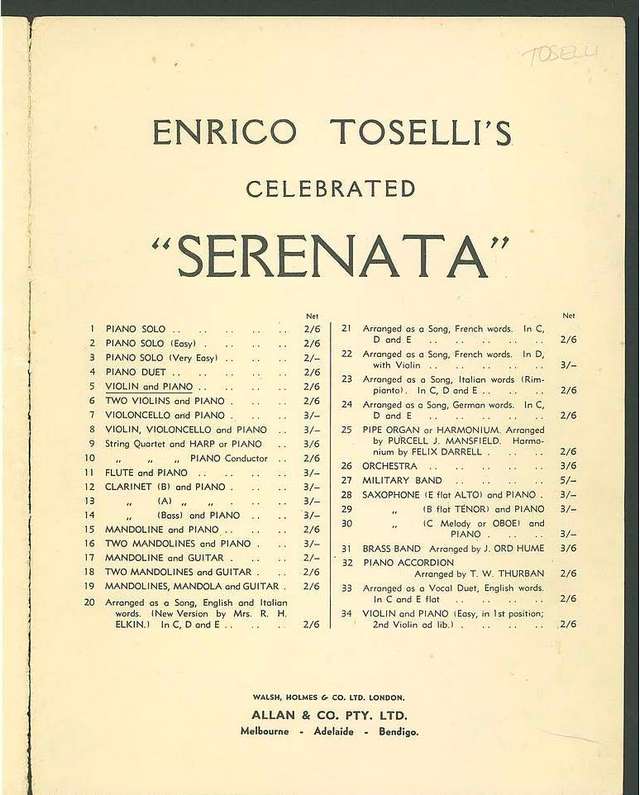 TOSELLI
ENRICO TOSELLI'S
CELEBRATED
“SERENATA”
Net
1 PIANO SOLO .. .. .. .. .. 2/6
2 PIANO SOLO (Easy) . .. .. .. .. 2/6
3 PIANO SOLO (Very Easy) .. .. .. .. 2/–
4 PIANO DUET .. .. .. .. .. 2/6
5 VIOLIN and PIANO .. .. .. .. 2/6
6 TWO VIOLINS and PIANO . .. .. 2/6
7 VIOLONCELLO and PIANO . .. .. 3/–
8 VIOLIN, VIOLONCELLO and PIANO .. 3/–
9 String Quartet and HARP or PIANO .. 3/6
10 „ „ „ PIANO Conductor .. 2/6
11 FLUTE and PIANO .. .. .. .. 3/–
12 CLARINET (B) and PIANO . .. .. 3/–
13 „ (A) „ „ . .. .. 3/–
14 „ (Bass) and PIANO .. .. 3/–
15 MANDOLINE and PIANO .. .. .. 2/6
16 TWO MANDOLINES and PIANO . .. 3/–
17 MANDOLINE and GUITAR . .. .. 2/–
18 TWO MANDOLINES and GUITAR . .. 2/6
19 MANDOLINES, MANDOLA and GUITAR . 2/6
20 Arranged as a Song, English and Italian
words. (New Version by Mrs. R. H.
ELKIN.) In C, D and E .. .. .. 2/6
Net
21 Arranged as a Song, French words. In C,
D and E .. .. .. .. .. 2/6
22 Arranged as a Song, French words. In D,
with Violin .. .. .. .. .. 3/–
23 Arranged as a Song, Italian words (Rim-
pianto). In C, D and E .. .. .. 2/6
24 Arranged as a Song, German words. In C,
D and E .. .. .. .. .. 2/6
25 PIPE ORGAN or HARMONIUM. Arranged
by PURCELL J. MANSFIELD. Harmo-
nium by FELIX DARRELL . .. .. 2/6
26 ORCHESTRA .. .. .. .. .. 3/6
27 MILITARY BAND .. .. .. .. 5/–
28 SAXOPHONE (E flat ALTO) and PIANO . 3/–
29 „ (B flat TENOR) and PIANO 3/–
30 „ (C Melody or OBOE) and
PIANO . .. .. 3/–
31 BRASS BAND Arranged by J. ORD HUME 3/6
32 PIANO ACCORDION
Arranged by T. W. THURBAN 2/6
33 Arranged as a Vocal Duet, English words.
In C and E flat .. .. .. .. 2/6
34 VIOLIN and PIANO (Easy, in 1st position;
2nd Violin ad lib.) . .. .. .. .. 2/6
WALSH, HOLMES & CO. LTD. LONDON.
ALLAN & CO. PTY. LTD.
Melbourne - Adelaide - Bendigo.